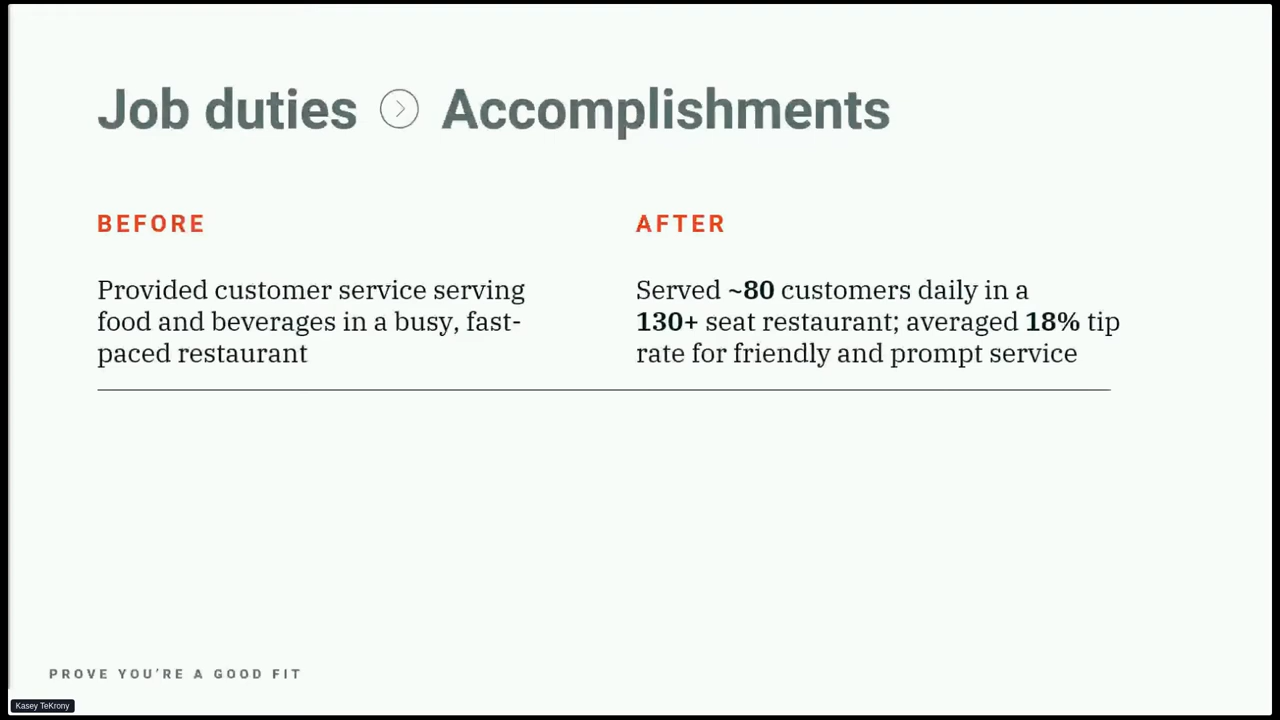 Job duties Accomplishments
BEFORE
Provided customer service serving
food and beverages in a busy, fast-
paced restaurant
AFTER
Served ~80 customers daily in a
130+ seat restaurant; averaged 18% tip
rate for friendly and prompt service
PROVE YOU'RE A GOOD FIT
Kasey TeKrony